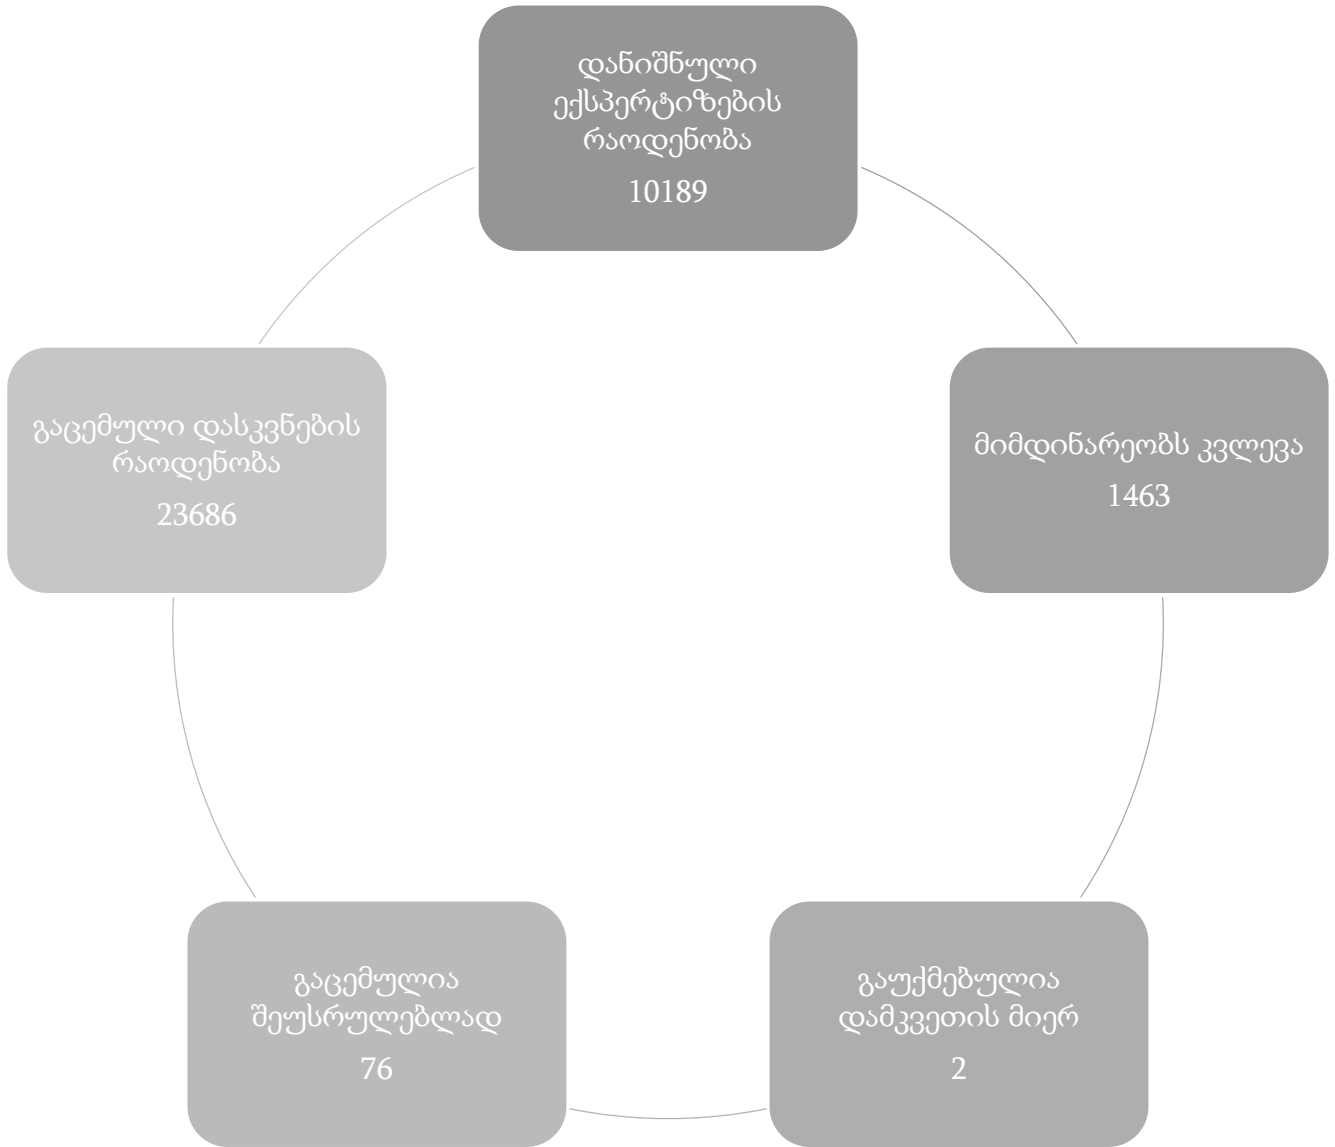 დანიშნული
ექსპერტიზების
რაოდენობა
10189
მიმდინარეობს კვლევა
1463
გაუქმებულია
დამკვეთის მიერ
2
გაცემულია
შეუსრულებლად
76
გაცემული დასკვნების
რაოდენობა
23686